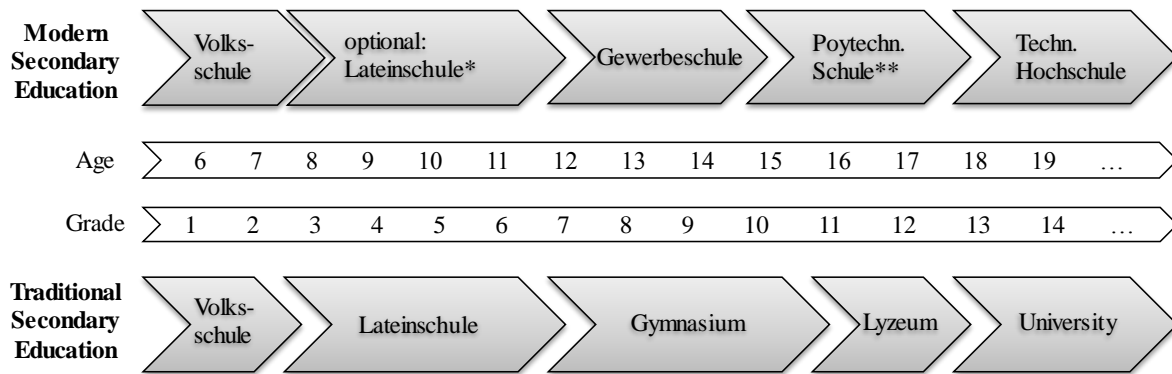 Modern
Secondary
Education
Volks-
schule
optional:
Lateinschule*
Gewerbeschule
Poytechn.
Schule**
Techn.
Hochschule
Age 6 7 8 9 10 11 12 13 14 15 16 17 18 19 …
Grade 1 2 3 4 5 6 7 8 9 10 11 12 13 14 …
Traditional
Secondary
Education
Volks-
schule
Lateinschule
Gymnasium
Lyzeum
University